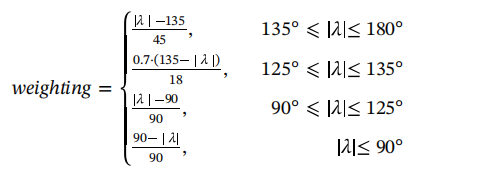 weighting = { (|λ| −135)/45, 135° ⩽ |λ| ≤ 180°
(0.7·(135− |λ|))/18, 125° ⩽ |λ| ≤ 135°
(|λ| −90)/90, 90° ⩽ |λ| ≤ 125°
(90− |λ|)/90, |λ| ≤ 90°